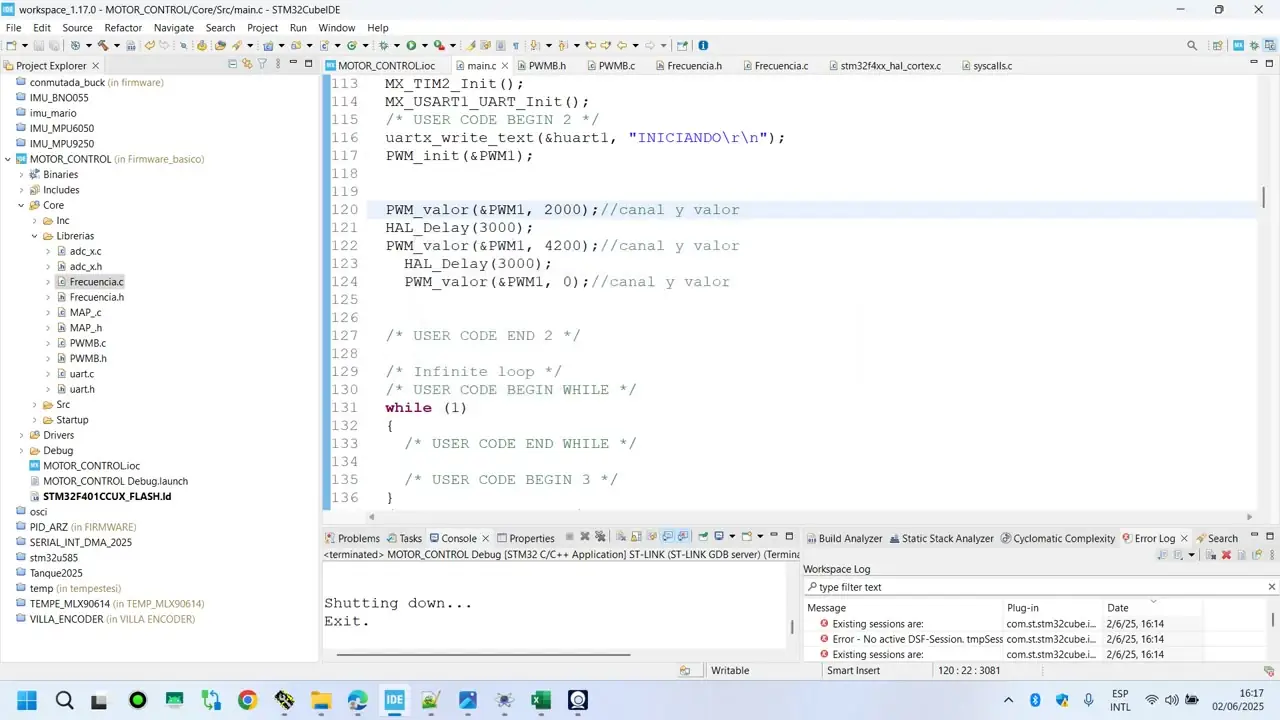 workspace_1.17.0 - MOTOR_CONTROL/Core/Src/main.c - STM32CubeIDE
File Edit Source Refactor Navigate Search Project Run Window Help
Project Explorer
conmutada_buck (in firmware)
IMU_BNO055
imu_mario
IMU_MPU6050
IMU_MPU9250
MOTOR_CONTROL (in Firmware_basico)
Binaries
Includes
Core
Inc
Librerias
adc_x.c
adc_x.h
Frecuencia.c
Frecuencia.h
MAP_.c
MAP_.h
PWMB.c
PWMB.h
uart.c
uart.h
Src
Startup
Drivers
Debug
MOTOR_CONTROL.ioc
MOTOR_CONTROL Debug.launch
STM32F401CCUX_FLASH.ld
osci
PID_ARZ (in FIRMWARE)
SERIAL_INT_DMA_2025
stm32u585
Tanque2025
temp (in tempestesi)
TEMPE_MLX90614 (in TEMP_MLX90614)
VILLA_ENCODER (in VILLA ENCODER)
MOTOR_CONTROL.ioc main.c PWMB.h PWMB.c Frecuencia.h Frecuencia.c stm32f4xx_hal_cortex.c syscalls.c
113 MX_TIM2_Init();
114 MX_USART1_UART_Init();
115 /* USER CODE BEGIN 2 */
116 uartx_write_text(&huart1, "INICIANDO\r\n");
117 PWM_init(&PWM1);
118
119
120 PWM_valor(&PWM1, 2000);//canal y valor
121 HAL_Delay(3000);
122 PWM_valor(&PWM1, 4200);//canal y valor
123 HAL_Delay(3000);
124 PWM_valor(&PWM1, 0);//canal y valor
125
126
127 /* USER CODE END 2 */
128
129 /* Infinite loop */
130 /* USER CODE BEGIN WHILE */
131 while (1)
132 {
133 /* USER CODE END WHILE */
134
135 /* USER CODE BEGIN 3 */
136 }
Problems Tasks Console Properties
<terminated> MOTOR_CONTROL Debug [STM32 C/C++ Application] ST-LINK (ST-LINK GDB server) (Termina
Shutting down...
Exit.
Build Analyzer Static Stack Analyzer Cyclomatic Complexity Error Log Search
Workspace Log
type filter text
Message Plug-in Date
Existing sessions are: com.st.stm32cube.i... 2/6/25, 16:14
Error - No active DSF-Session. tmpSess com.st.stm32cube.i... 2/6/25, 16:14
Existing sessions are: com.st.stm32cube.i... 2/6/25, 16:14
Writable Smart Insert 120 : 22 : 3081
IDE
ESP
INTL
16:17
02/06/2025